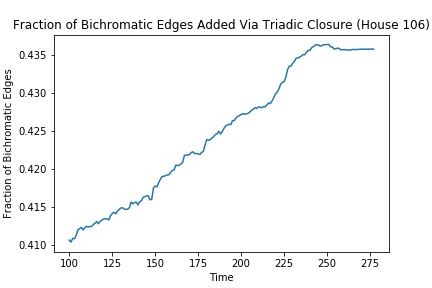 Fraction of Bichromatic Edges Added Via Triadic Closure (House 106)
Fraction of Bichromatic Edges
0.435
0.430
0.425
0.420
0.415
0.410
100 125 150 175 200 225 250 275
Time